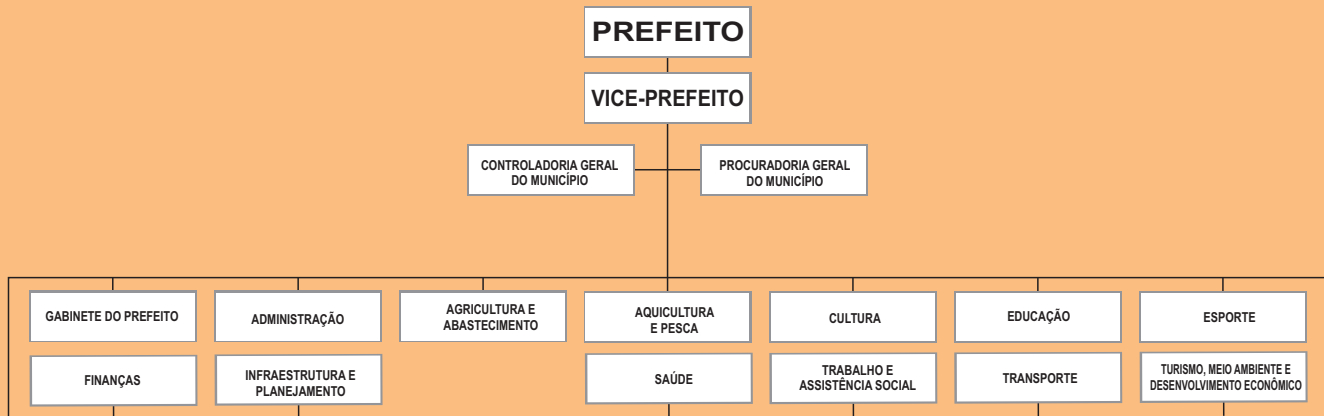 PREFEITO
VICE-PREFEITO
CONTROLADORIA GERAL
DO MUNICÍPIO
PROCURADORIA GERAL
DO MUNICÍPIO
GABINETE DO PREFEITO
ADMINISTRAÇÃO
AGRICULTURA E
ABASTECIMENTO
AQUICULTURA
E PESCA
CULTURA
EDUCAÇÃO
ESPORTE
FINANÇAS
INFRAESTRUTURA E
PLANEJAMENTO
SAÚDE
TRABALHO E
ASSISTÊNCIA SOCIAL
TRANSPORTE
TURISMO, MEIO AMBIENTE E
DESENVOLVIMENTO ECONÔMICO